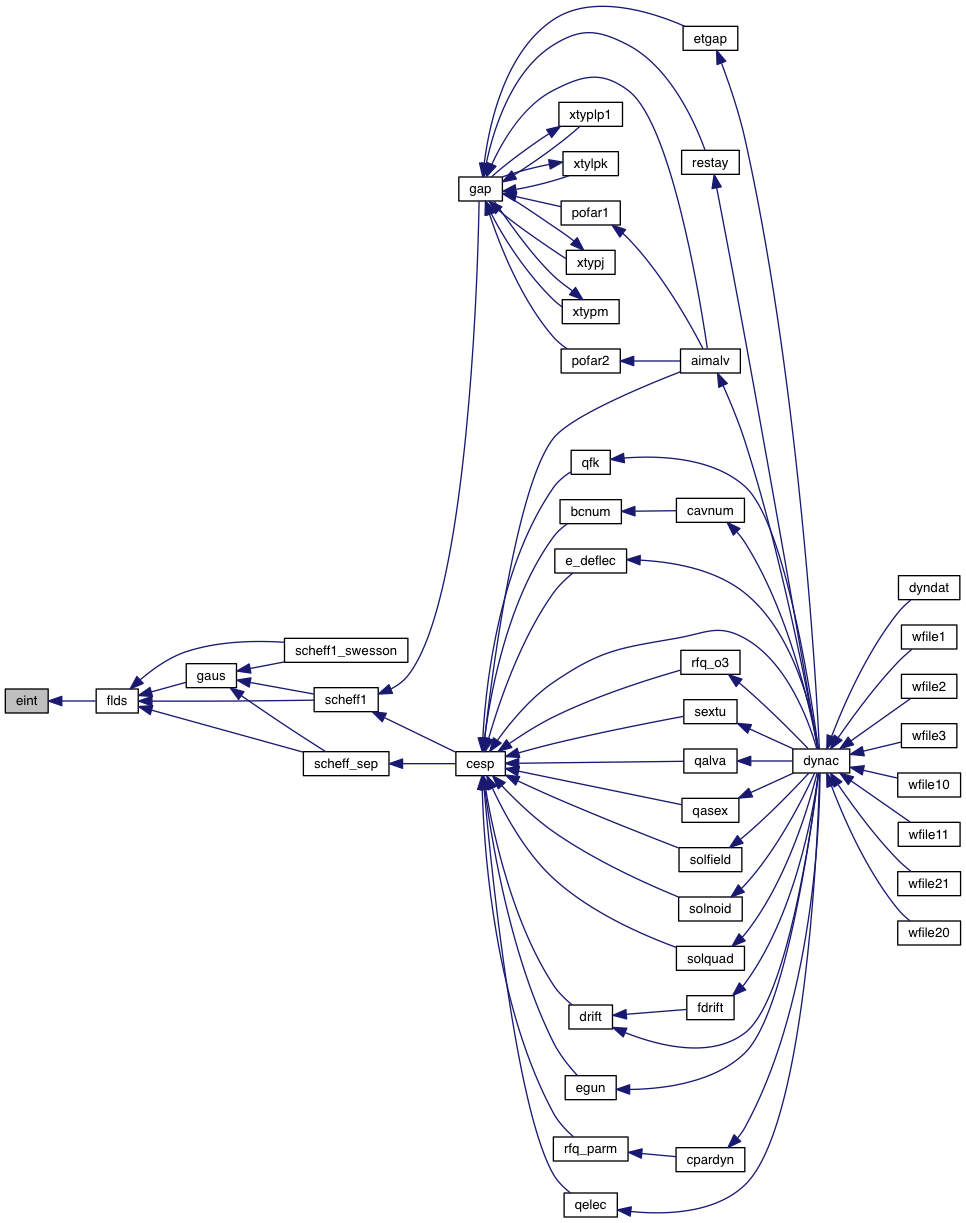 etgap
xtyplp1
xtylpk
restay
gap
pofar1
xtypj
xtypm
pofar2
aimalv
qfk
bcnum
cavnum
e_deflec
dyndat
scheff1_swesson
wfile1
rfq_o3
gaus
wfile2
eint
flds
scheff1
sextu
wfile3
scheff_sep
cesp
qalva
dynac
wfile10
qasex
wfile11
solfield
wfile21
solnoid
wfile20
solquad
fdrift
drift
egun
rfq_parm
cpardyn
qelec